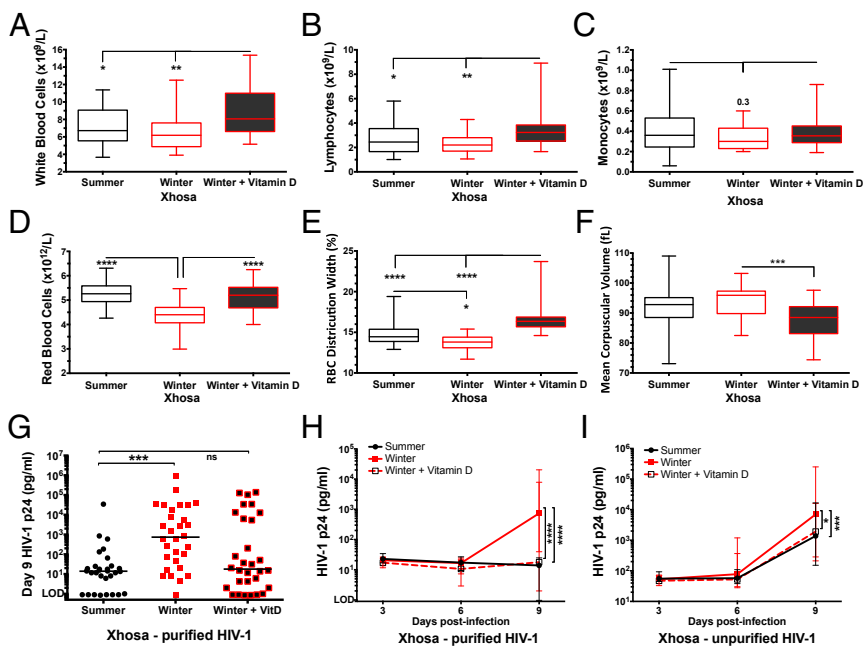 A
White Blood Cells (x10⁹/L)
16
14
12
10
8
6
4
2
*
**
Summer
Winter
Winter + Vitamin D
Xhosa
B
Lymphocytes (x10⁹/L)
10
8
6
4
2
0
*
**
Summer
Winter
Winter + Vitamin D
Xhosa
C
Monocytes (x10⁹/L)
1.2
1.0
0.8
0.6
0.4
0.2
0.0
0.3
Summer
Winter
Winter + Vitamin D
Xhosa
D
Red Blood Cells (x10¹²/L)
7
6
5
4
3
2
****
****
Summer
Winter
Winter + Vitamin D
Xhosa
E
RBC Districution Width (%)
25
20
15
10
****
****
*
Summer
Winter
Winter + Vitamin D
Xhosa
F
Mean Corpuscular Volume (fL)
110
100
90
80
70
***
Summer
Winter
Winter + Vitamin D
Xhosa
G
Day 9 HIV-1 p24 (pg/ml)
10⁷
10⁶
10⁵
10⁴
10³
10²
10¹
10⁰
LOD
***
ns
Summer
Winter
Winter + VitD
Xhosa - purified HIV-1
H
HIV-1 p24 (pg/ml)
10⁵
10⁴
10³
10²
10¹
10⁰
LOD
Summer
Winter
Winter + Vitamin D
****
****
3
6
9
Days post-infection
Xhosa - purified HIV-1
I
HIV-1 p24 (pg/ml)
10⁶
10⁵
10⁴
10³
10²
10¹
Summer
Winter
Winter + Vitamin D
*
***
3
6
9
Days post-infection
Xhosa - unpurified HIV-1